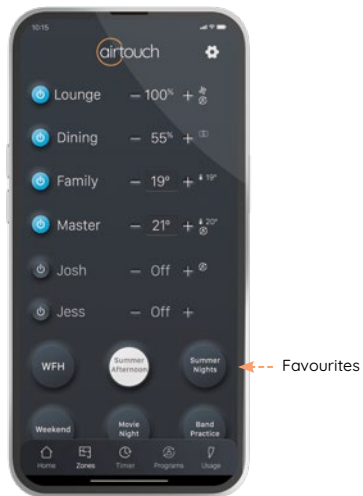 10:15
airtouch
Lounge – 100% +
Dining – 55% +
Family – 19° + 19°
Master – 21° + 20°
Josh – Off +
Jess – Off +
WFH
Summer
Afternoon
Summer
Nights
Favourites
Weekend
Movie
Night
Band
Practice
Home Zones Timer Programs Usage